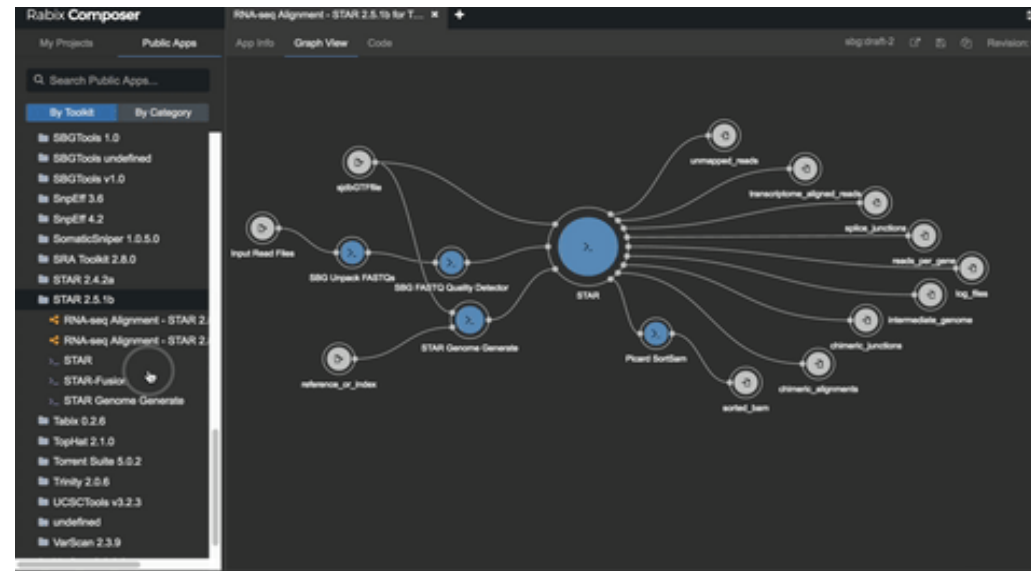 Rabix Composer
RNA-seq Alignment - STAR 2.5.1b for T...
My Projects
Public Apps
App Info
Graph View
Code
sbg:draft-2
Revision:
Search Public Apps...
By Toolkit
By Category
SBGTools 1.0
SBGTools undefined
SBGTools v1.0
SnpEff 3.6
SnpEff 4.2
SomaticSniper 1.0.5.0
SRA Toolkit 2.8.0
STAR 2.4.2a
STAR 2.5.1b
RNA-seq Alignment - STAR 2.
RNA-seq Alignment - STAR 2.
STAR
STAR-Fusion
STAR Genome Generate
Tabix 0.2.6
TopHat 2.1.0
Torrent Suite 5.0.2
Trinity 2.0.6
UCSCTools v3.2.3
undefined
VarScan 2.3.9
unmapped_reads
sjdbGTFfile
transcriptome_aligned_reads
splice_junctions
Input Read Files
reads_per_gene
SBG Unpack FASTQs
SBG FASTQ Quality Detector
STAR
log_files
intermediate_genome
STAR Genome Generate
chimeric_junctions
Picard SortSam
reference_or_index
chimeric_alignments
sorted_bam